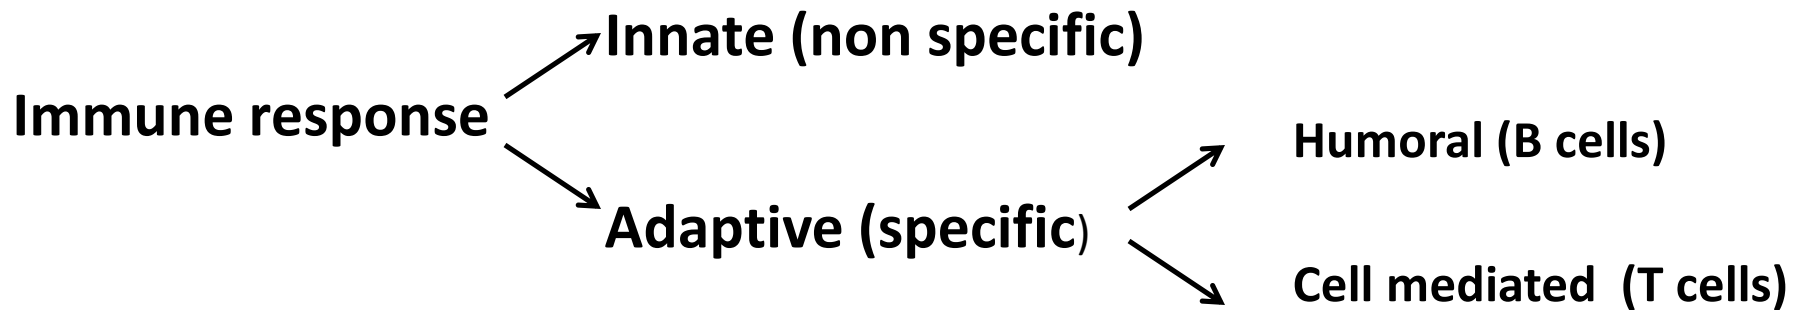 Innate (non specific)
Immune response
Humoral (B cells)
Adaptive (specific)
Cell mediated  (T cells)